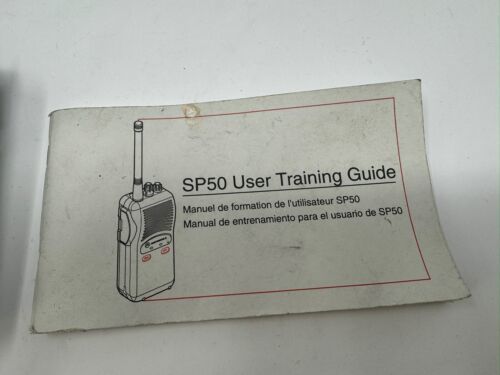 SP50 User Training Guide
Manuel de formation de l'utilisateur SP50
Manual de entrenamiento para el usuario de SP50